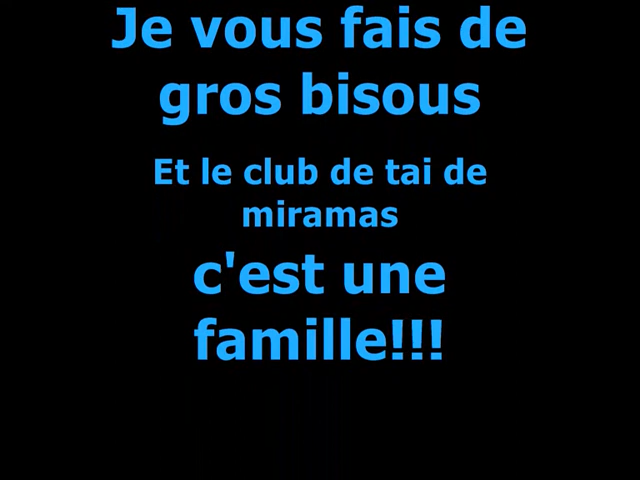 Je vous fais de
gros bisous
Et le club de tai de
miramas
c'est une
famille!!!